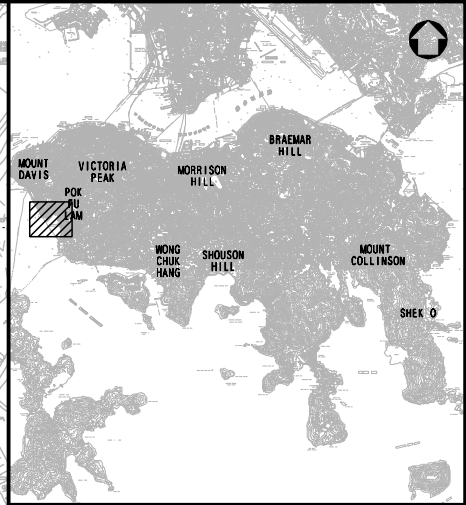 BRAEMAR
HILL
MOUNT
DAVIS
VICTORIA
PEAK
MORRISON
HILL
POK
FU
LAM
WONG
CHUK
HANG
SHOUSON
HILL
MOUNT
COLLINSON
SHEK O